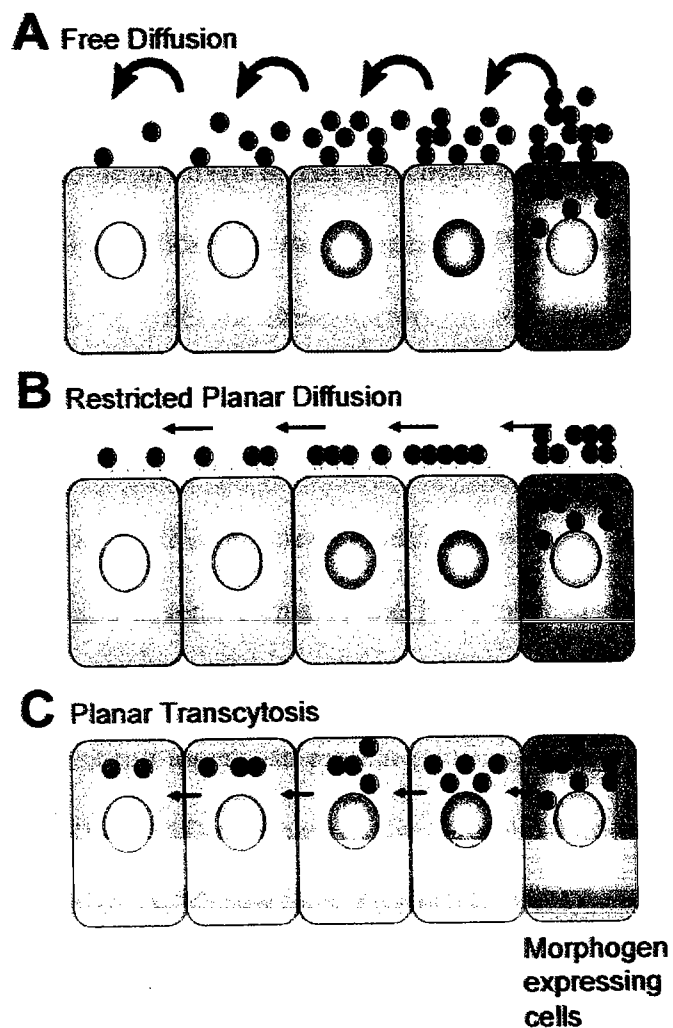 A Free Diffusion
B Restricted Planar Diffusion
C Planar Transcytosis
Morphogen
expressing
cells